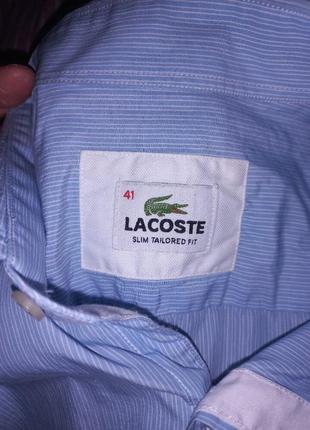 41
LACOSTE
SLIM TAILORED FIT